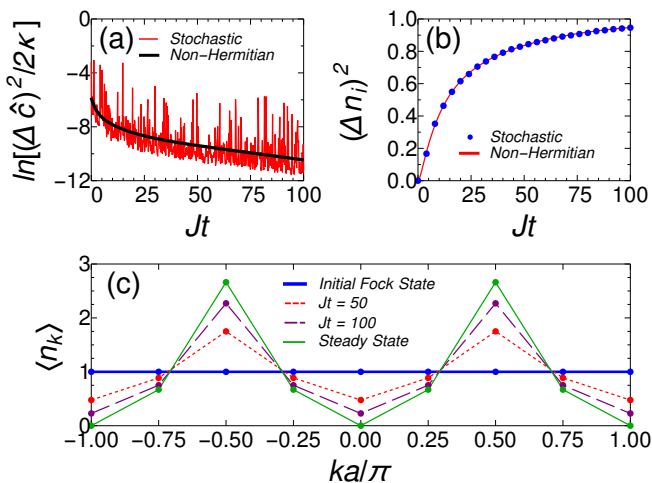 (a)
Stochastic
Non-Hermitian
ln[(Δ ĉ)²/2κ]
0
−4
−8
−12
0 25 50 75 100
Jt
(b)
Stochastic
Non-Hermitian
(Δ nᵢ)²
1.0
0.8
0.6
0.4
0.2
0.0
0 25 50 75 100
Jt
(c)
Initial Fock State
Jt = 50
Jt = 100
Steady State
⟨nₖ⟩
3
2
1
0
−1.00 −0.75 −0.50 −0.25 0.00 0.25 0.50 0.75 1.00
ka/π